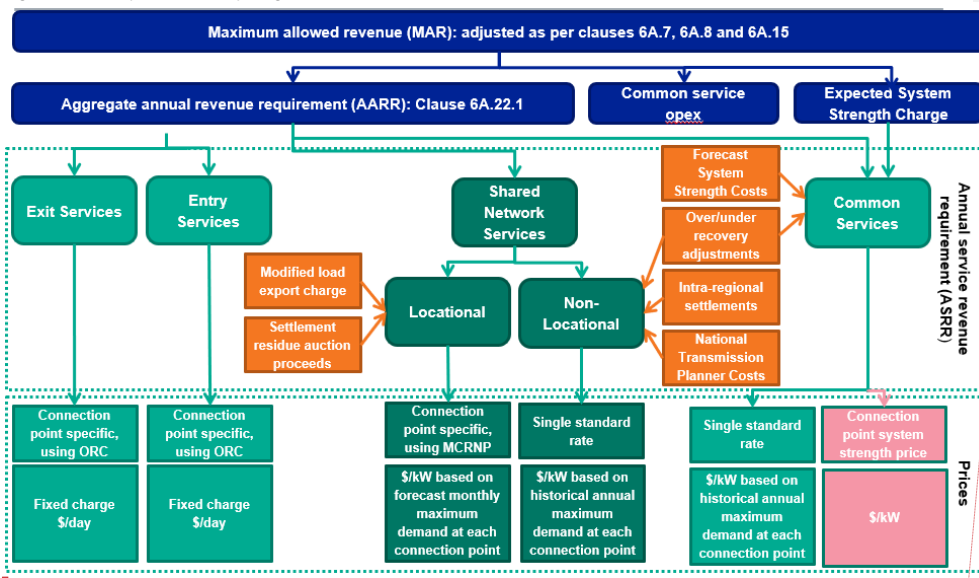 Maximum allowed revenue (MAR): adjusted as per clauses 6A.7, 6A.8 and 6A.15
Aggregate annual revenue requirement (AARR): Clause 6A.22.1
Common service
opex
Expected System
Strength Charge
Exit Services
Entry
Services
Shared
Network
Services
Forecast
System
Strength Costs
Over/under
recovery
adjustments
Common
Services
Modified load
export charge
Settlement
residue auction
proceeds
Locational
Non-
Locational
Intra-regional
settlements
National
Transmission
Planner Costs
Annual service revenue
requirement (ASRR)
Connection
point specific,
using ORC
Connection
point specific,
using ORC
Connection
point specific,
using MCRNP
Single standard
rate
Single standard
rate
Connection
point system
strength price
Fixed charge
$/day
Fixed charge
$/day
$/kW based on
forecast monthly
maximum
demand at each
connection point
$/kW based on
historical annual
maximum
demand at each
connection point
$/kW based on
historical annual
maximum
demand at each
connection point
$/kW
Prices